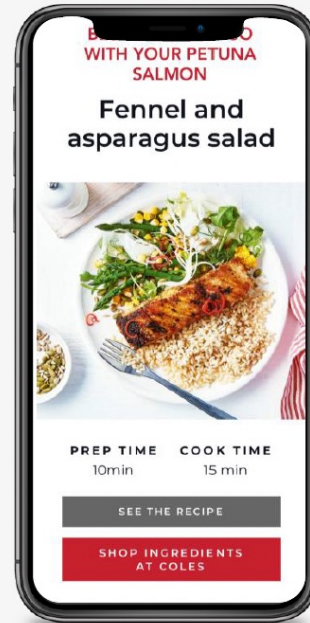 WITH YOUR PETUNA
SALMON
Fennel and
asparagus salad
PREP TIME COOK TIME
10min 15 min
SEE THE RECIPE
SHOP INGREDIENTS
AT COLES